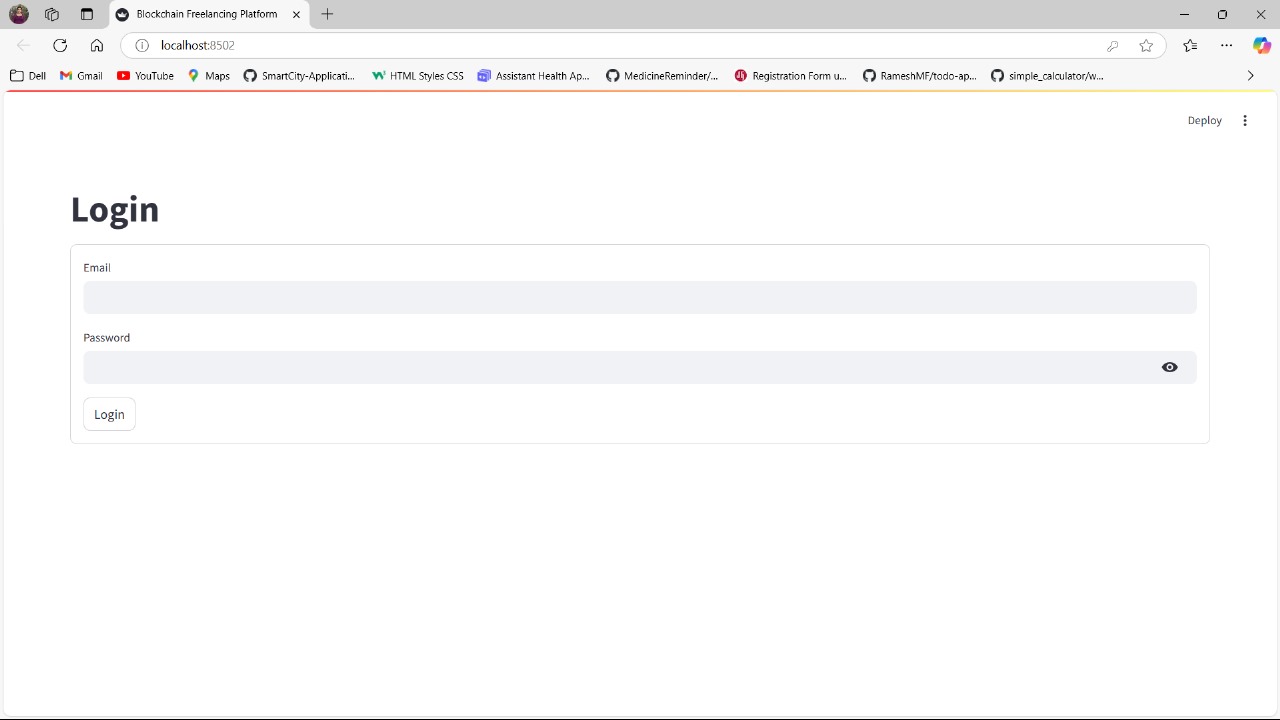 Blockchain Freelancing Platform
localhost:8502
Dell Gmail YouTube Maps SmartCity-Applicati... HTML Styles CSS Assistant Health Ap... MedicineReminder/... Registration Form u... RameshMF/todo-ap... simple_calculator/w...
Deploy
Login
Email
Password
Login